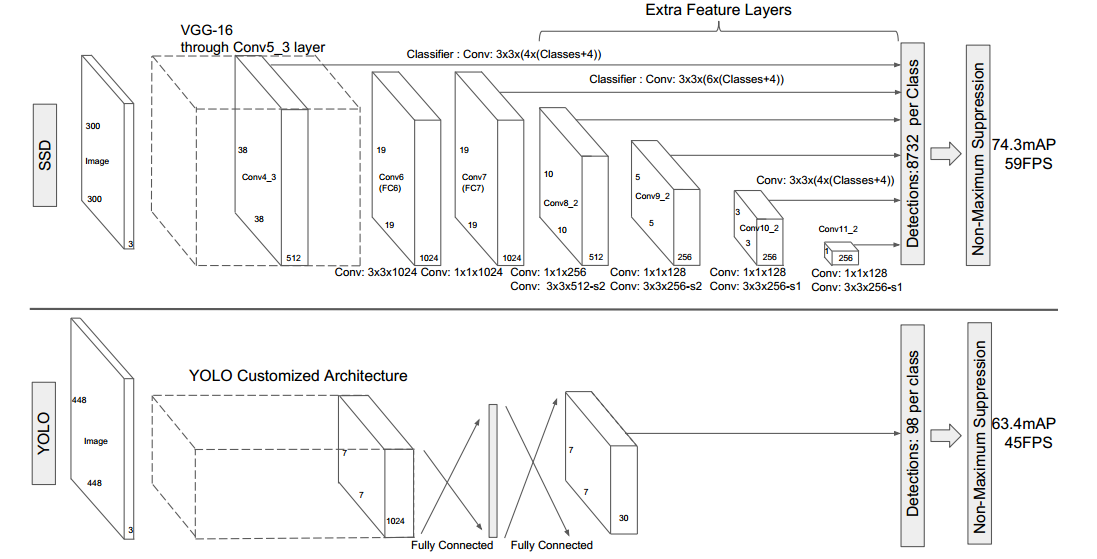 Extra Feature Layers
VGG-16
through Conv5_3 layer
Classifier : Conv: 3x3x(4x(Classes+4))
Classifier : Conv: 3x3x(6x(Classes+4))
SSD
300
Image
300
3
38
Conv4_3
38
512
19
Conv6
(FC6)
19
1024
19
Conv7
(FC7)
19
1024
10
Conv8_2
10
512
5
Conv9_2
5
256
Conv: 3x3x(4x(Classes+4))
3
Conv10_2
3
256
Conv11_2
1
256
Conv: 3x3x1024
Conv: 1x1x1024
Conv: 1x1x256
Conv: 3x3x512-s2
Conv: 1x1x128
Conv: 3x3x256-s2
Conv: 1x1x128
Conv: 3x3x256-s1
Conv: 1x1x128
Conv: 3x3x256-s1
Detections:8732 per Class
Non-Maximum Suppression
74.3mAP
59FPS
YOLO
448
Image
448
3
YOLO Customized Architecture
7
7
1024
Fully Connected
Fully Connected
7
7
30
Detections: 98 per class
Non-Maximum Suppression
63.4mAP
45FPS